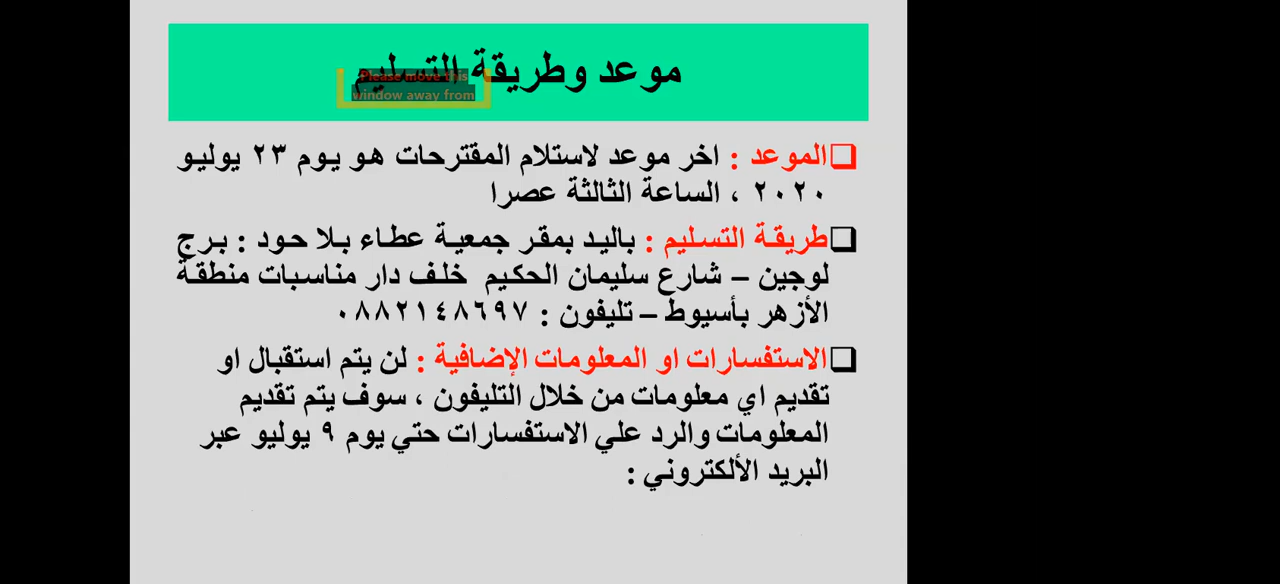 موعد وطريقة التسليم
Please move this
window away from
❑الموعد : اخر موعد لاستلام المقترحات هو يوم ٢٣ يوليو
٢٠٢٠ ، الساعة الثالثة عصرا
❑طريقة التسليم : باليد بمقر جمعية عطاء بلا حود : برج
لوجين – شارع سليمان الحكيم خلف دار مناسبات منطقة
الأزهر بأسيوط – تليفون : ٠٨٨٢١٤٨٦٩٧
❑الاستفسارات او المعلومات الإضافية : لن يتم استقبال او
تقديم اي معلومات من خلال التليفون ، سوف يتم تقديم
المعلومات والرد علي الاستفسارات حتي يوم ٩ يوليو عبر
البريد الألكتروني :